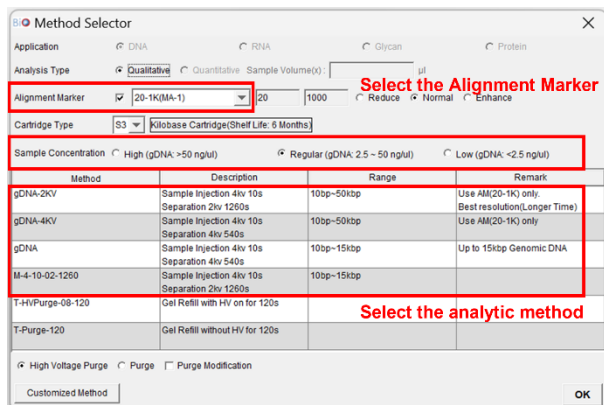 BiO Method Selector
Application DNA RNA Glycan Protein
Analysis Type Qualitative Quantitative Sample Volume(x) : µl
Select the Alignment Marker
Alignment Marker 20-1K(MA-1) 20 1000 Reduce Normal Enhance
Cartridge Type S3 Kilobase Cartridge(Shelf Life: 6 Months)
Sample Concentration High (gDNA: >50 ng/ul) Regular (gDNA: 2.5 ~ 50 ng/ul) Low (gDNA: <2.5 ng/ul)
Method Description Range Remark
gDNA-2KV Sample Injection 4kv 10s 10bp~50kbp Use AM(20-1K) only.
Separation 2kv 1260s Best resolution(Longer Time)
gDNA-4KV Sample Injection 4kv 10s 10bp~50kbp Use AM(20-1K) only
Separation 4kv 540s
gDNA Sample Injection 4kv 10s 10bp~15kbp Up to 15kbp Genomic DNA
Separation 4kv 540s
M-4-10-02-1260 Sample Injection 4kv 10s 10bp~15kbp
Separation 2kv 1260s
T-HVPurge-08-120 Gel Refill with HV on for 120s
Select the analytic method
T-Purge-120 Gel Refill without HV for 120s
High Voltage Purge Purge Purge Modification
Customized Method OK